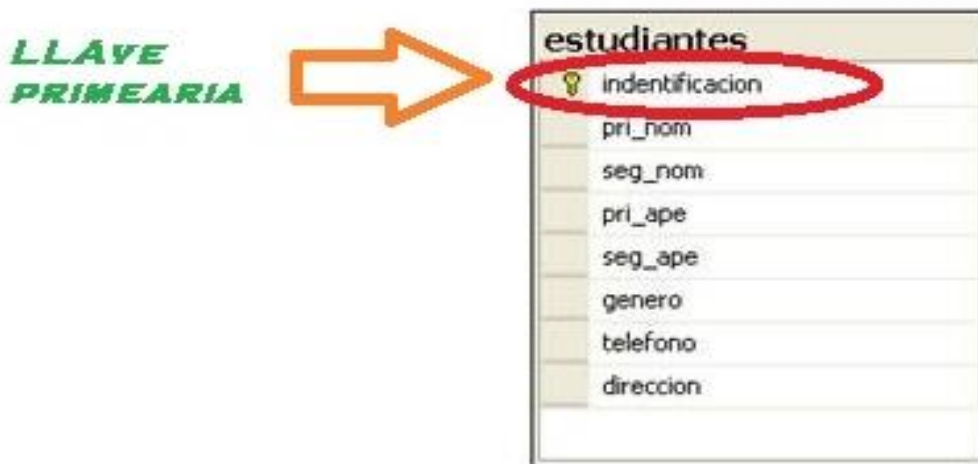 LLAVE
PRIMEARIA
estudiantes
indentificacion
pri_nom
seg_nom
pri_ape
seg_ape
genero
telefono
direccion